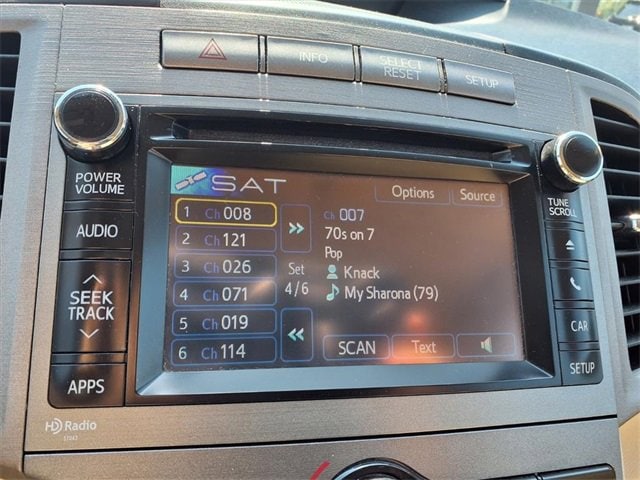 INFO
SELECT
RESET
SETUP
POWER
VOLUME
AUDIO
SEEK
TRACK
APPS
HD Radio
SAT
Options
Source
1 Ch 008
2 Ch 121
3 Ch 026
4 Ch 071
5 Ch 019
6 Ch 114
Set
4/6
Ch 007
70s on 7
Pop
Knack
My Sharona (79)
SCAN
Text
TUNE
SCROLL
CAR
SETUP